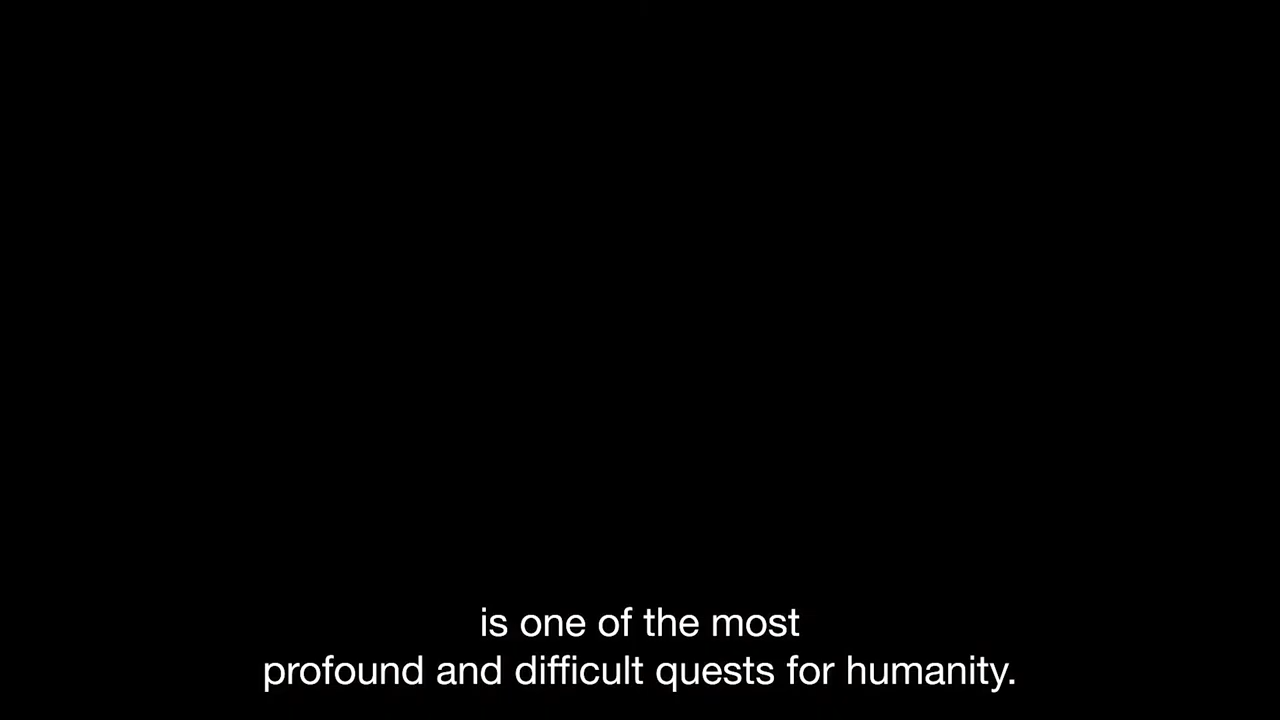 is one of the most
profound and difficult quests for humanity.